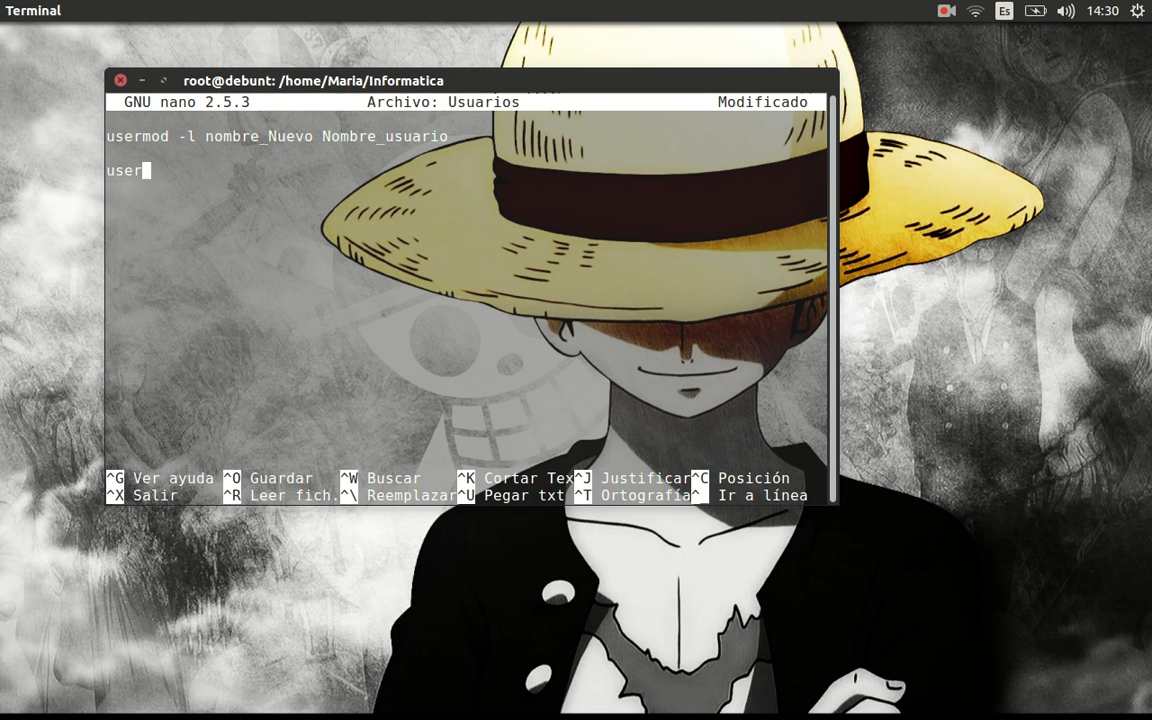 Terminal
Es
14:30
root@debunt: /home/Maria/Informatica
GNU nano 2.5.3 Archivo: Usuarios Modificado
usermod -l nombre_Nuevo Nombre_usuario
user
^G Ver ayuda ^O Guardar ^W Buscar ^K Cortar Tex^J Justificar^C Posición
^X Salir ^R Leer fich.^\ Reemplazar^U Pegar txt ^T Ortografía^_ Ir a línea